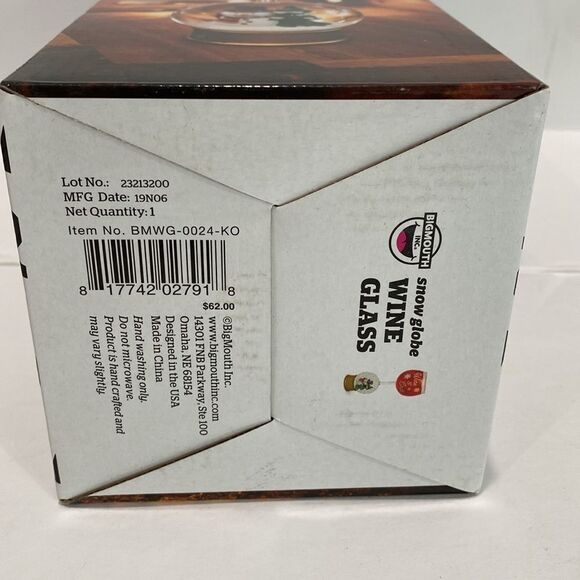 Lot No.: 23213200
MFG Date: 19N06
Net Quantity: 1
Item No. BMWG-0024-KO
8 17742 02791 8
$62.00
©BigMouth Inc.
www.bigmouthinc.com
14301 FNB Parkway, Ste 100
Omaha, NE 68154
Designed in the USA
Made in China
Hand washing only.
Do not microwave.
Product is hand crafted and
may vary slightly.
BIGMOUTH
INC.
snow globe
WINE
GLASS